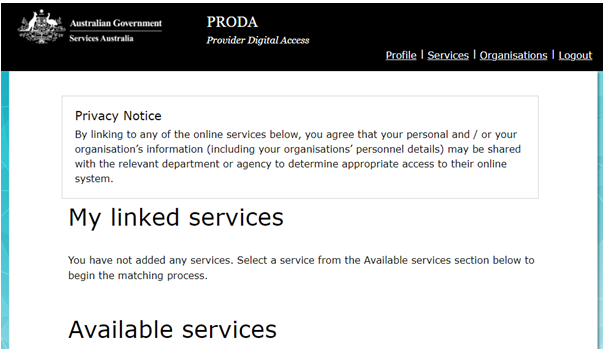 Australian Government
Services Australia
PRODA
Provider Digital Access
Profile | Services | Organisations | Logout
Privacy Notice
By linking to any of the online services below, you agree that your personal and / or your
organisation's information (including your organisations' personnel details) may be shared
with the relevant department or agency to determine appropriate access to their online
system.
My linked services
You have not added any services. Select a service from the Available services section below to
begin the matching process.
Available services